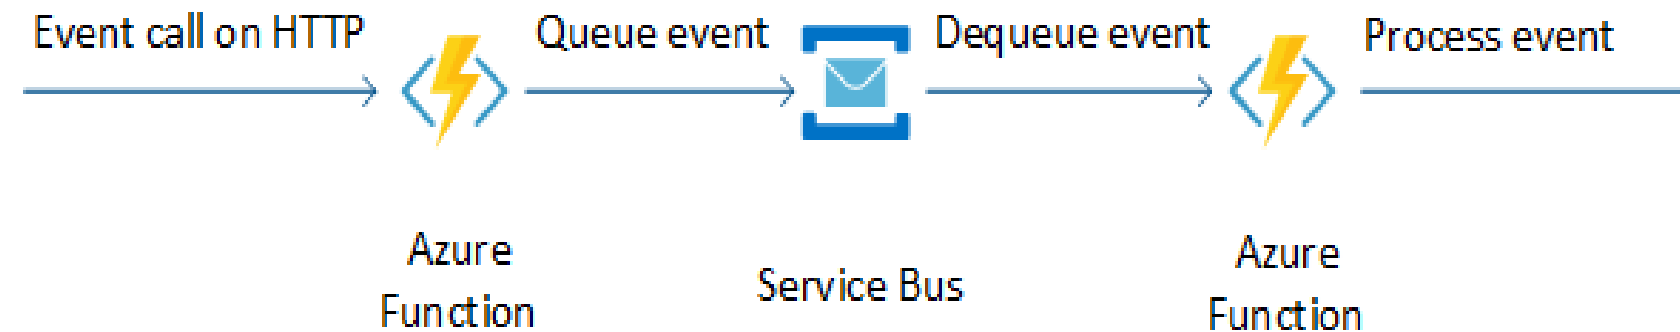 Event call on HTTP
Queue event
Dequeue event
Process event
Azure
Function
Service Bus
Azure
Function